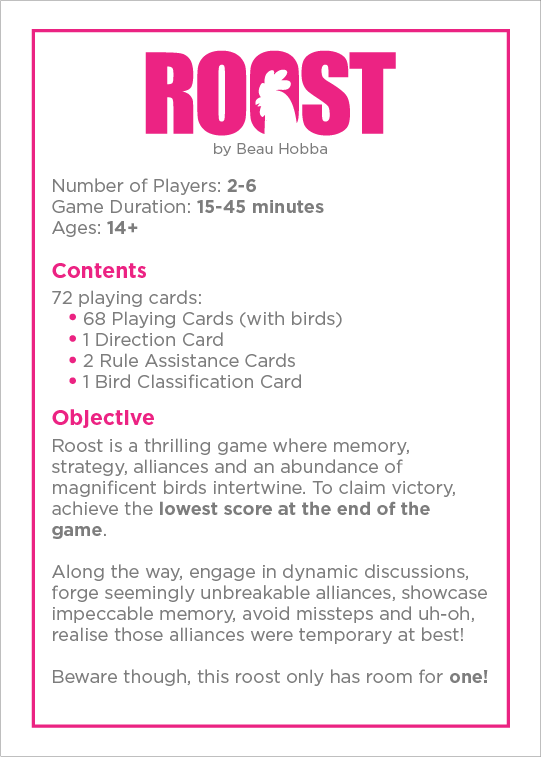 ROOST
by Beau Hobba
Number of Players: 2-6
Game Duration: 15-45 minutes
Ages: 14+
Contents
72 playing cards:
• 68 Playing Cards (with birds)
• 1 Direction Card
• 2 Rule Assistance Cards
• 1 Bird Classification Card
Objective
Roost is a thrilling game where memory,
strategy, alliances and an abundance of
magnificent birds intertwine. To claim victory,
achieve the lowest score at the end of the
game.
Along the way, engage in dynamic discussions,
forge seemingly unbreakable alliances, showcase
impeccable memory, avoid missteps and uh-oh,
realise those alliances were temporary at best!
Beware though, this roost only has room for one!